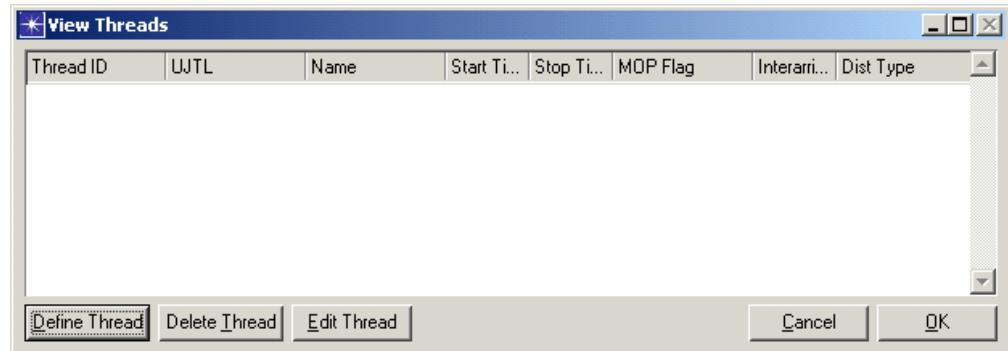 View Threads
Thread ID UJTL Name Start Ti... Stop Ti... MOP Flag Interarri... Dist Type
Define Thread Delete Thread Edit Thread Cancel OK